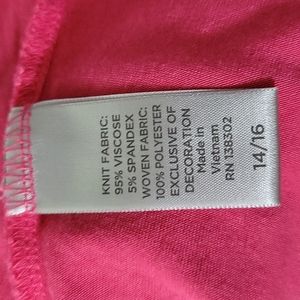 KNIT FABRIC:
95% VISCOSE
5% SPANDEX
WOVEN FABRIC:
100% POLYESTER
EXCLUSIVE OF
DECORATION
Made in
Vietnam
RN 138302
14/16